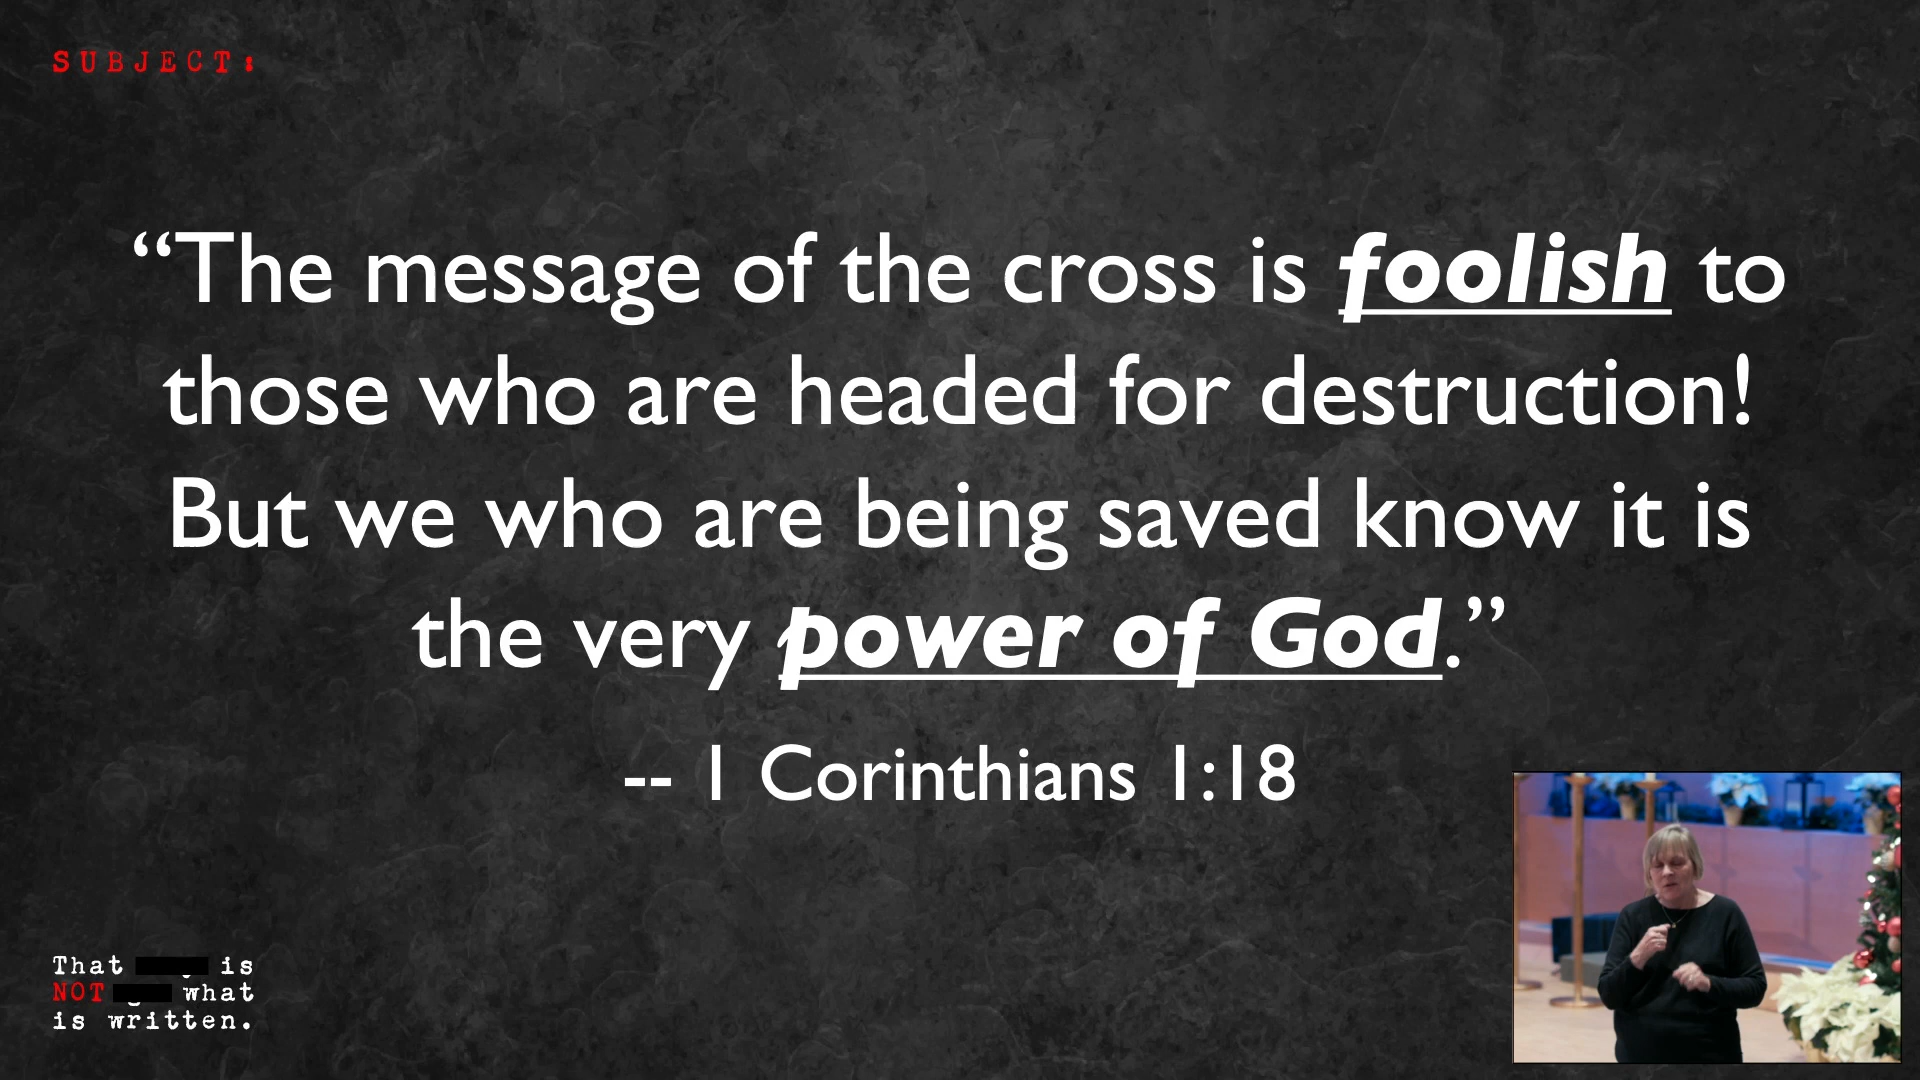 SUBJECT:
“The message of the cross is foolish to
those who are headed for destruction!
But we who are being saved know it is
the very power of God.”
-- 1 Corinthians 1:18
That is
NOT what
is written.